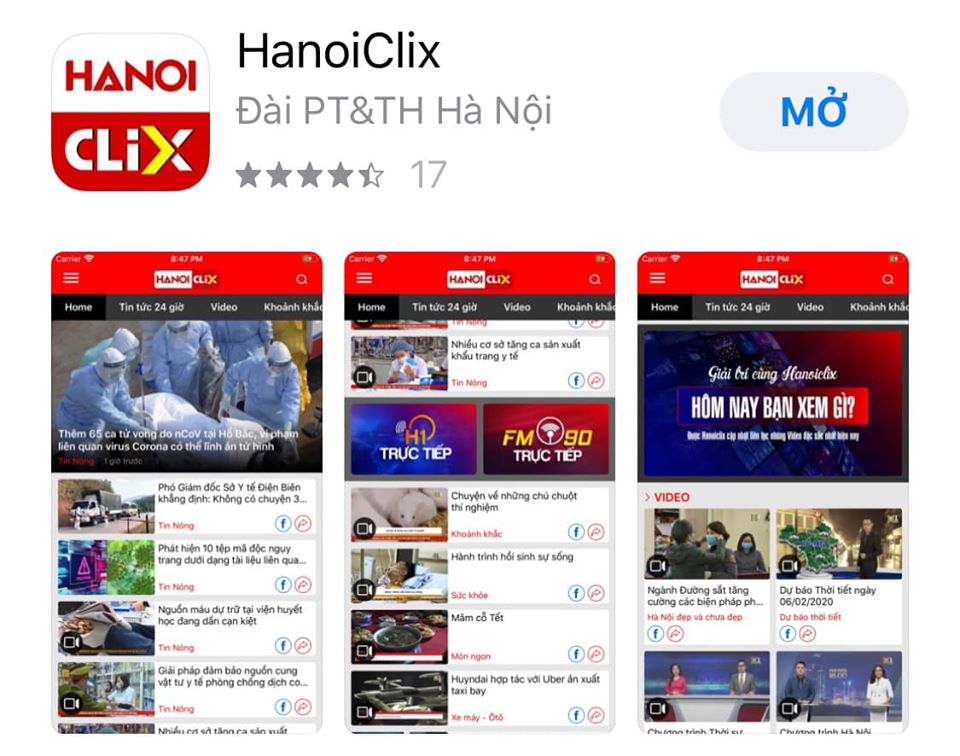 HANOI
CLiX
HanoiClix
Đài PT&TH Hà Nội
17
MỞ
Carrier
8:47 PM
HANOI CLiX
Home
Tin tức 24 giờ
Video
Khoảnh khắc
Thêm 65 ca tử vong do nCoV tại Hồ Bắc, vi phạm
liên quan virus Corona có thể lĩnh án tử hình
Tin Nóng
1 giờ trước
Phó Giám đốc Sở Y tế Điện Biên
khẳng định: Không có chuyện 3...
Tin Nóng
Phát hiện 10 tệp mã độc ngụy
trang dưới dạng tài liệu liên qua...
Tin Nóng
Nguồn máu dự trữ tại viện huyết
học đang dần cạn kiệt
Tin Nóng
Giải pháp đảm bảo nguồn cung
vật tư y tế phòng chống dịch co...
Tin Nóng
Nhiều cơ sở tăng ca sản xuất
Carrier
8:47 PM
HANOI CLiX
Home
Tin tức 24 giờ
Video
Khoảnh khắc
Tin Nóng
Nhiều cơ sở tăng ca sản xuất
khẩu trang y tế
Tin Nóng
H1
TRỰC TIẾP
FM 90
TRỰC TIẾP
Chuyện về những chú chuột
thí nghiệm
Khoảnh khắc
Hành trình hồi sinh sự sống
Sức khỏe
Mâm cỗ Tết
Món ngon
Huyndai hợp tác với Uber ản xuất
taxi bay
Xe máy - Ôtô
Carrier
8:47 PM
HANOI CLiX
Home
Tin tức 24 giờ
Video
Khoảnh khắc
Giải trí cùng Hanoiclix
HÔM NAY BẠN XEM GÌ?
Được Hanoiclix cập nhật liên tục những Video đặc sắc nhất hiện nay
VIDEO
Ngành Đường sắt tăng
cường các biện pháp ph...
Hà Nội đẹp và chưa đẹp
Dự báo Thời tiết ngày
06/02/2020
Dự báo thời tiết
Chương trình Thời sự
Chương trình Hà Nội